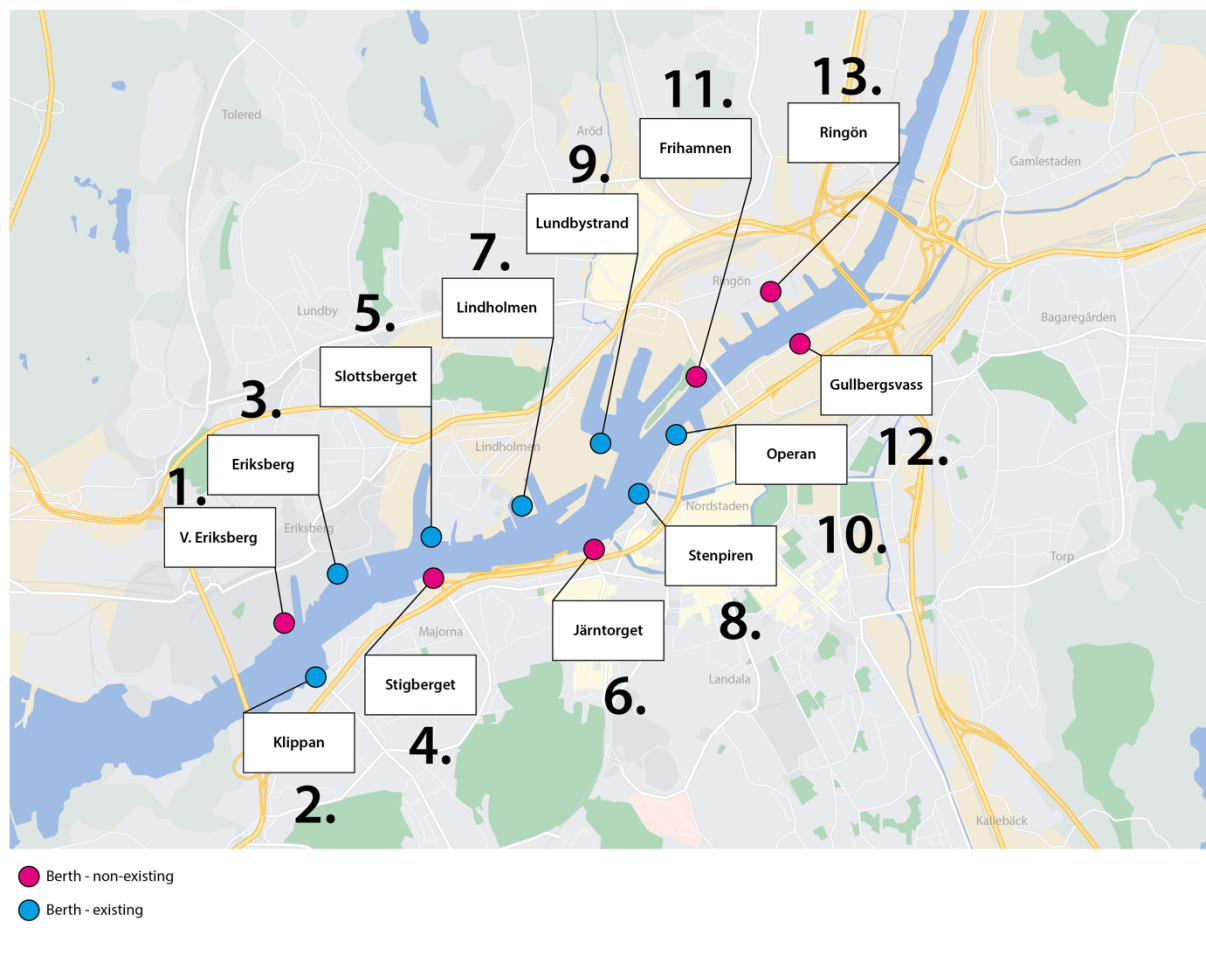 13.
11.
Ringön
Tolered
Frihamnen
Aröd
9.
Gamlestaden
Lundbystrand
7.
Ringön
Lindholmen
5.
Lundby
Bagaregården
Slottsberget
Gullbergsvass
3.
Lindholmen
Operan
12.
Eriksberg
1.
Nordstaden
Eriksberg
V. Eriksberg
10.
Stenpiren
Torp
8.
Järntorget
Majorna
Landala
Stigberget
6.
Klippan
4.
2.
Kallebäck
Berth - non-existing
Berth - existing